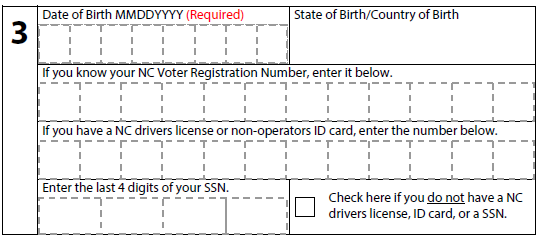 3
Date of Birth MMDDYYYY (Required)
State of Birth/Country of Birth
If you know your NC Voter Registration Number, enter it below.
If you have a NC drivers license or non-operators ID card, enter the number below.
Enter the last 4 digits of your SSN.
Check here if you do not have a NC
drivers license, ID card, or a SSN.